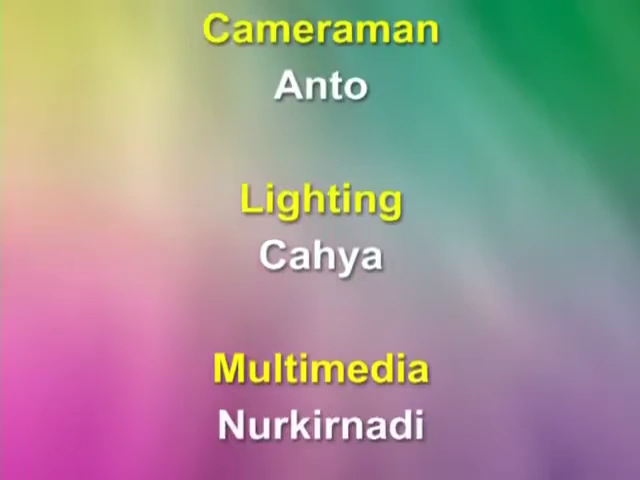 Cameraman
Anto
Lighting
Cahya
Multimedia
Nurkirnadi